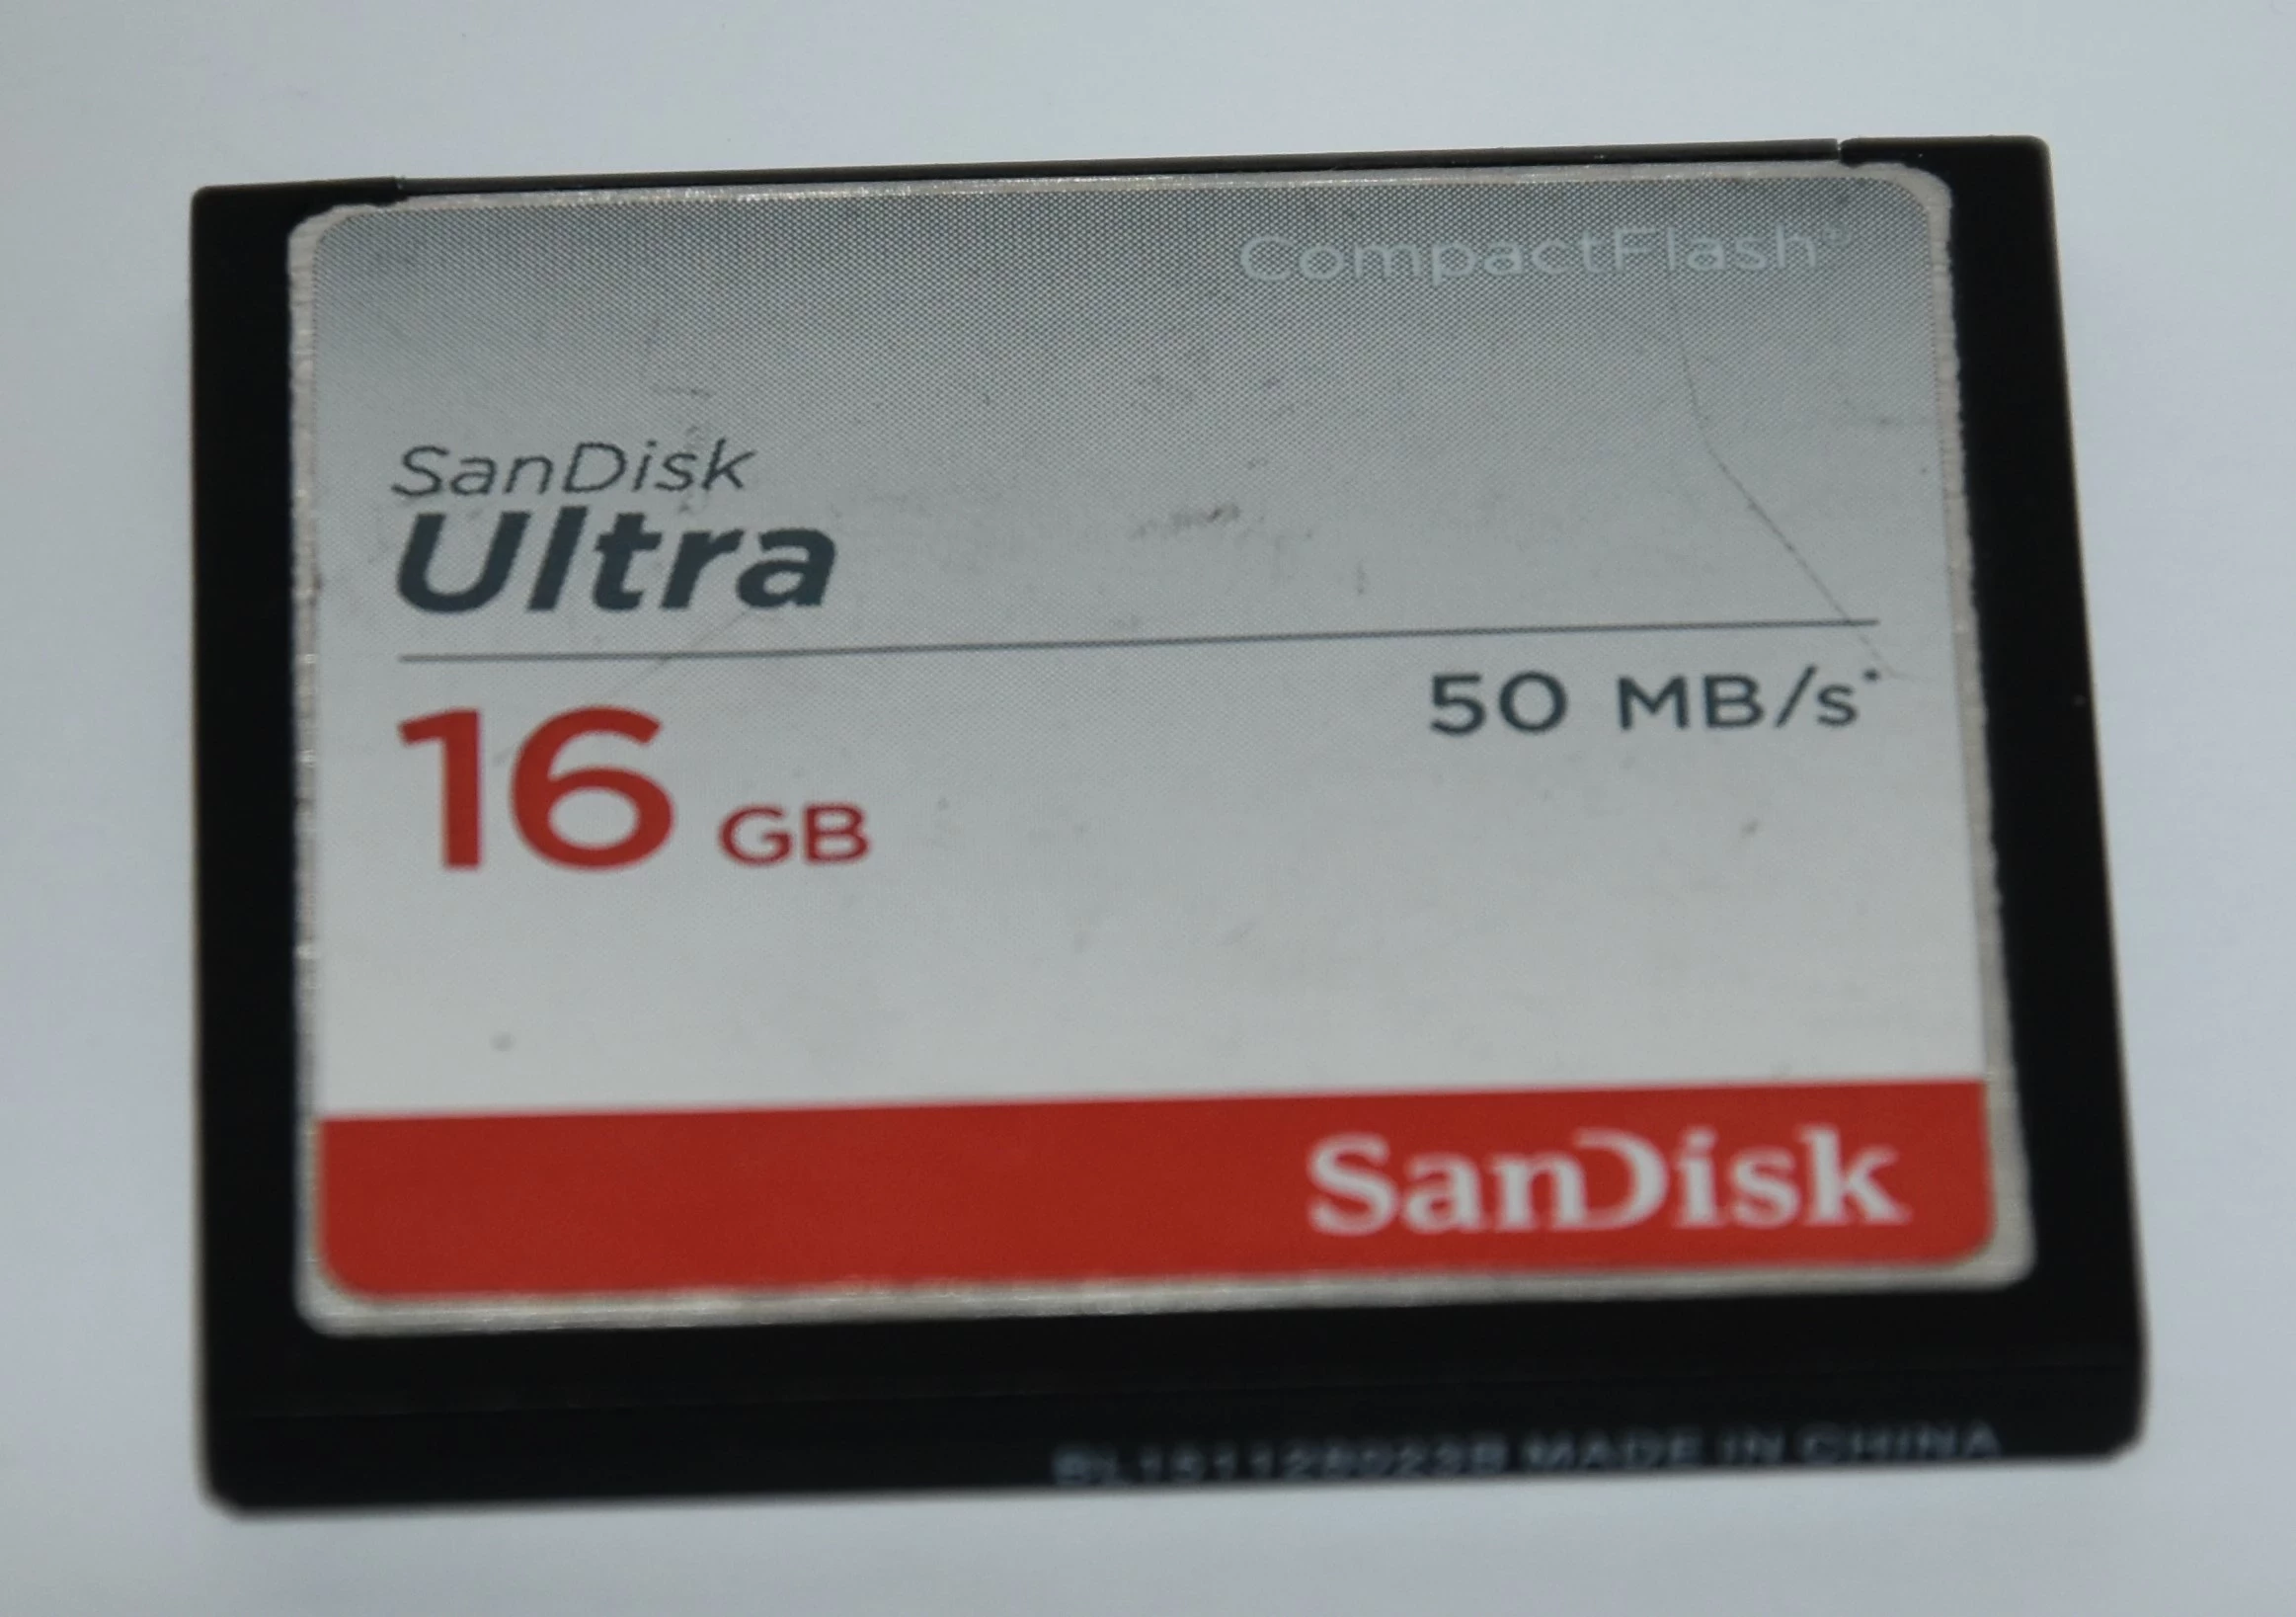 CompactFlash®
SanDisk
Ultra
50 MB/s*
16 GB
SanDisk
MADE IN CHINA